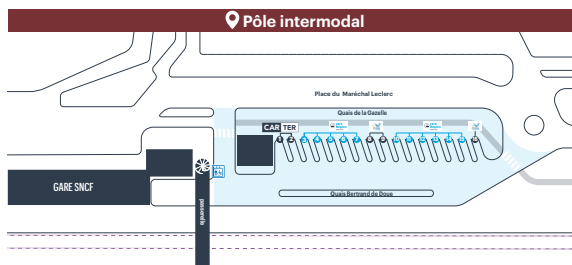 Pôle intermodal
Place du Maréchal Leclerc
Quais de la Gazelle
CAR TER
GARE SNCF
passerelle
Quais Bertrand de Doue